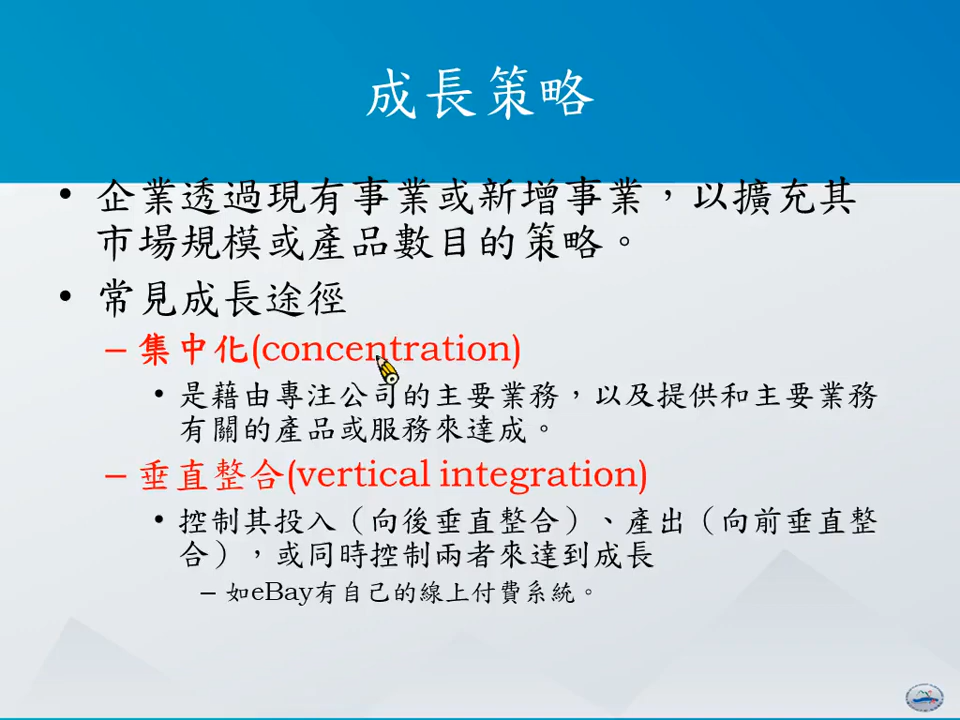 成長策略
• 企業透過現有事業或新增事業，以擴充其
市場規模或產品數目的策略。
• 常見成長途徑
– 集中化(concentration)
• 是藉由專注公司的主要業務，以及提供和主要業務
有關的產品或服務來達成。
– 垂直整合(vertical integration)
• 控制其投入（向後垂直整合）、產出（向前垂直整
合），或同時控制兩者來達到成長
– 如eBay有自己的線上付費系統。